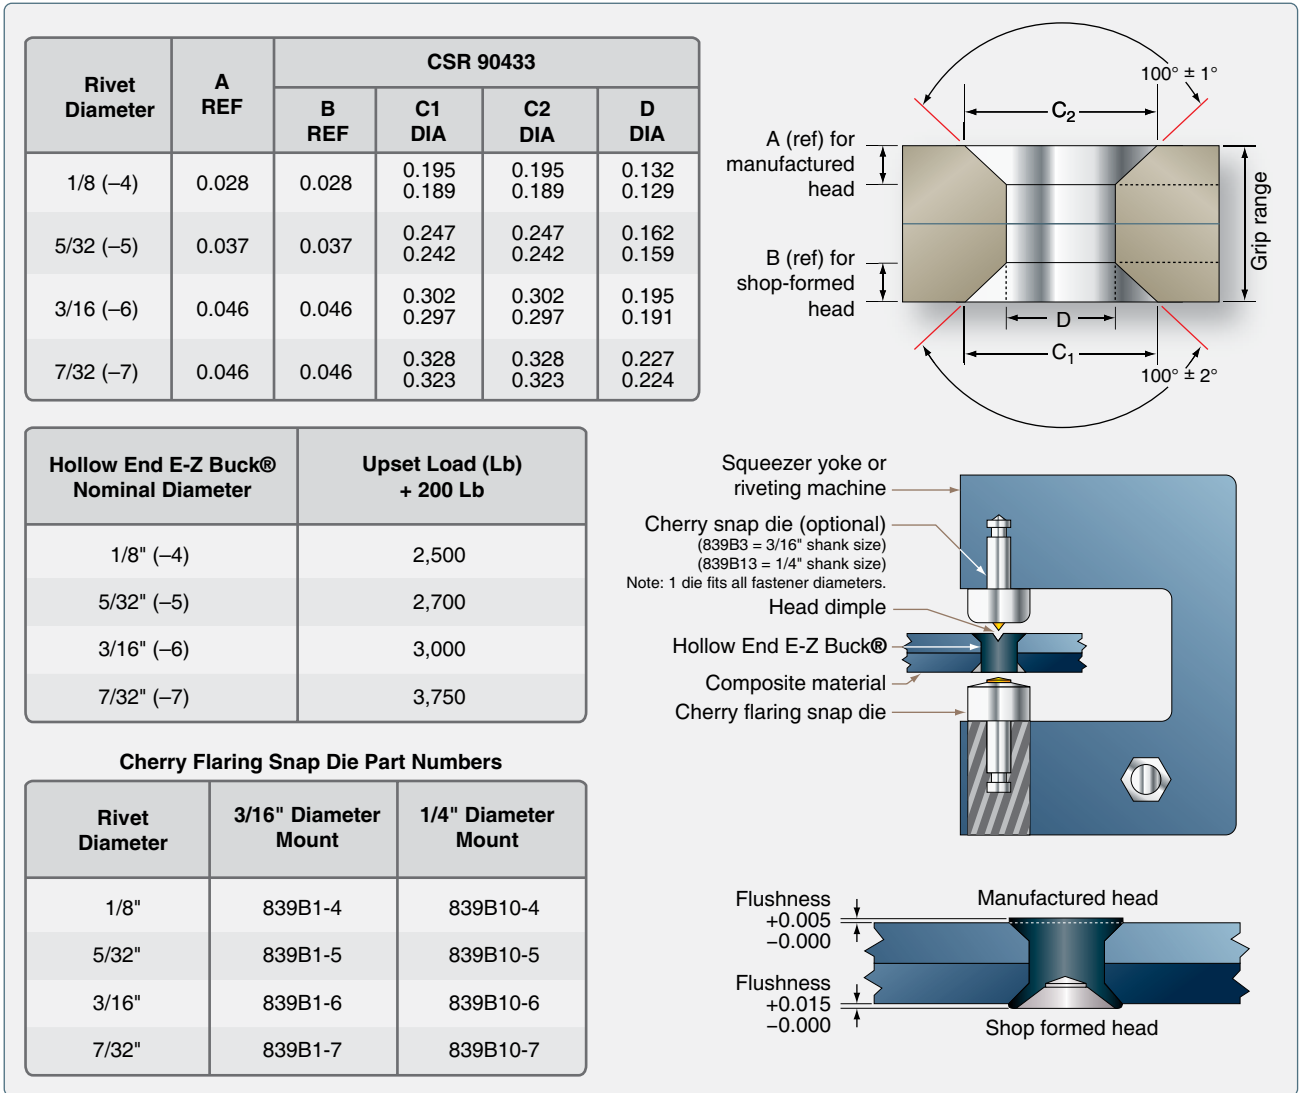 Rivet Diameter
A REF
CSR 90433
B REF
C1 DIA
C2 DIA
D DIA
1/8 (–4) 0.028 0.028 0.195 0.189 0.195 0.189 0.132 0.129
5/32 (–5) 0.037 0.037 0.247 0.242 0.247 0.242 0.162 0.159
3/16 (–6) 0.046 0.046 0.302 0.297 0.302 0.297 0.195 0.191
7/32 (–7) 0.046 0.046 0.328 0.323 0.328 0.323 0.227 0.224
100° ± 1°
C2
A (ref) for
manufactured
head
Grip range
B (ref) for
shop-formed
head
D
C1
100° ± 2°
Hollow End E-Z Buck®
Nominal Diameter
Upset Load (Lb)
+ 200 Lb
1/8" (–4) 2,500
5/32" (–5) 2,700
3/16" (–6) 3,000
7/32" (–7) 3,750
Squeezer yoke or
riveting machine
Cherry snap die (optional)
(839B3 = 3/16" shank size)
(839B13 = 1/4" shank size)
Note: 1 die fits all fastener diameters.
Head dimple
Hollow End E-Z Buck®
Composite material
Cherry flaring snap die
Cherry Flaring Snap Die Part Numbers
Rivet
Diameter
3/16" Diameter
Mount
1/4" Diameter
Mount
1/8" 839B1-4 839B10-4
5/32" 839B1-5 839B10-5
3/16" 839B1-6 839B10-6
7/32" 839B1-7 839B10-7
Flushness
+0.005
–0.000
Manufactured head
Flushness
+0.015
–0.000
Shop formed head